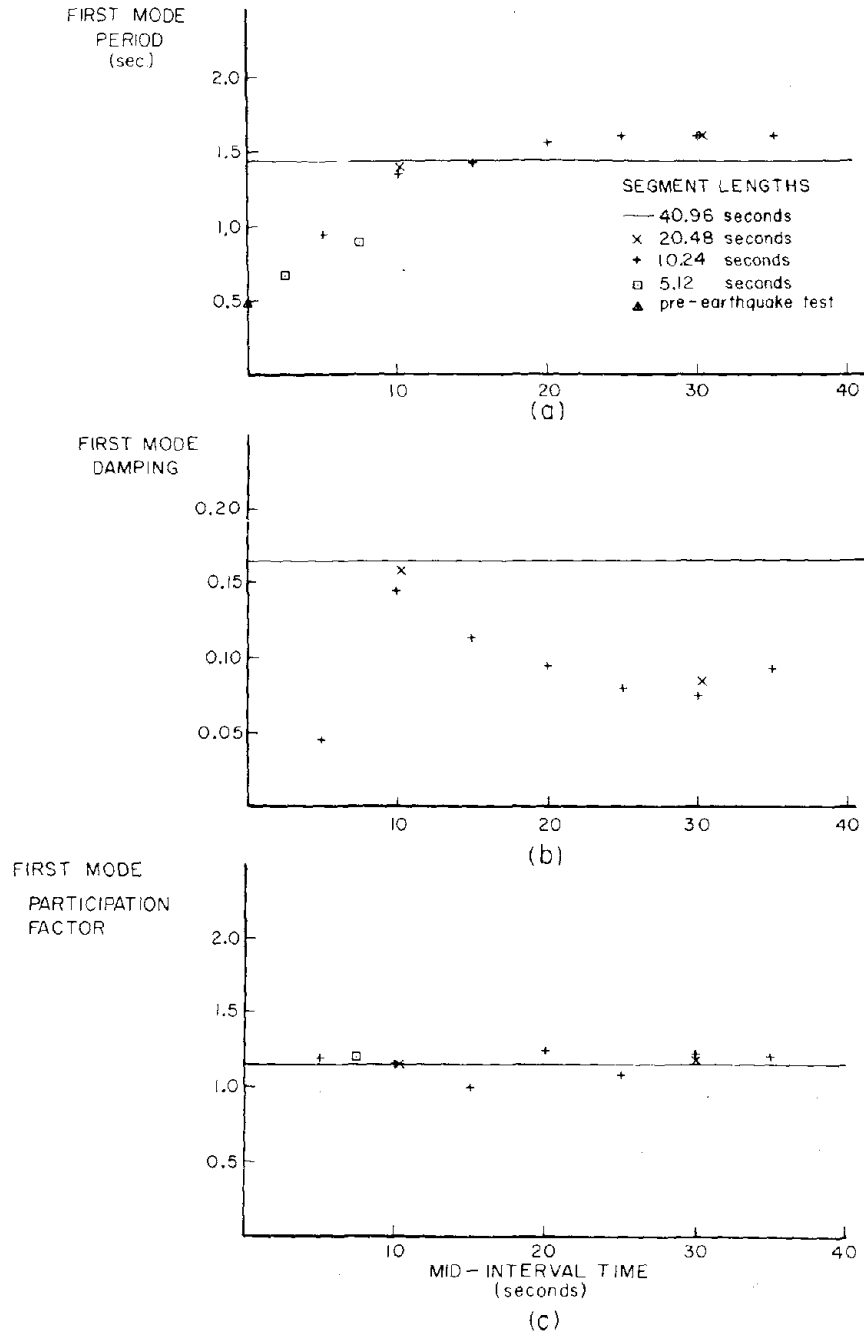 FIRST MODE
PERIOD
(sec.)
2.0
1.5
1.0
0.5
SEGMENT LENGTHS
40.96 seconds
× 20.48 seconds
+ 10.24 seconds
5.12 seconds
pre-earthquake test
10
20
30
40
(a)
FIRST MODE
DAMPING
0.20
0.15
0.10
0.05
10
20
30
40
(b)
FIRST MODE
PARTICIPATION
FACTOR
2.0
1.5
1.0
0.5
10
20
30
40
MID-INTERVAL TIME
(seconds)
(c)